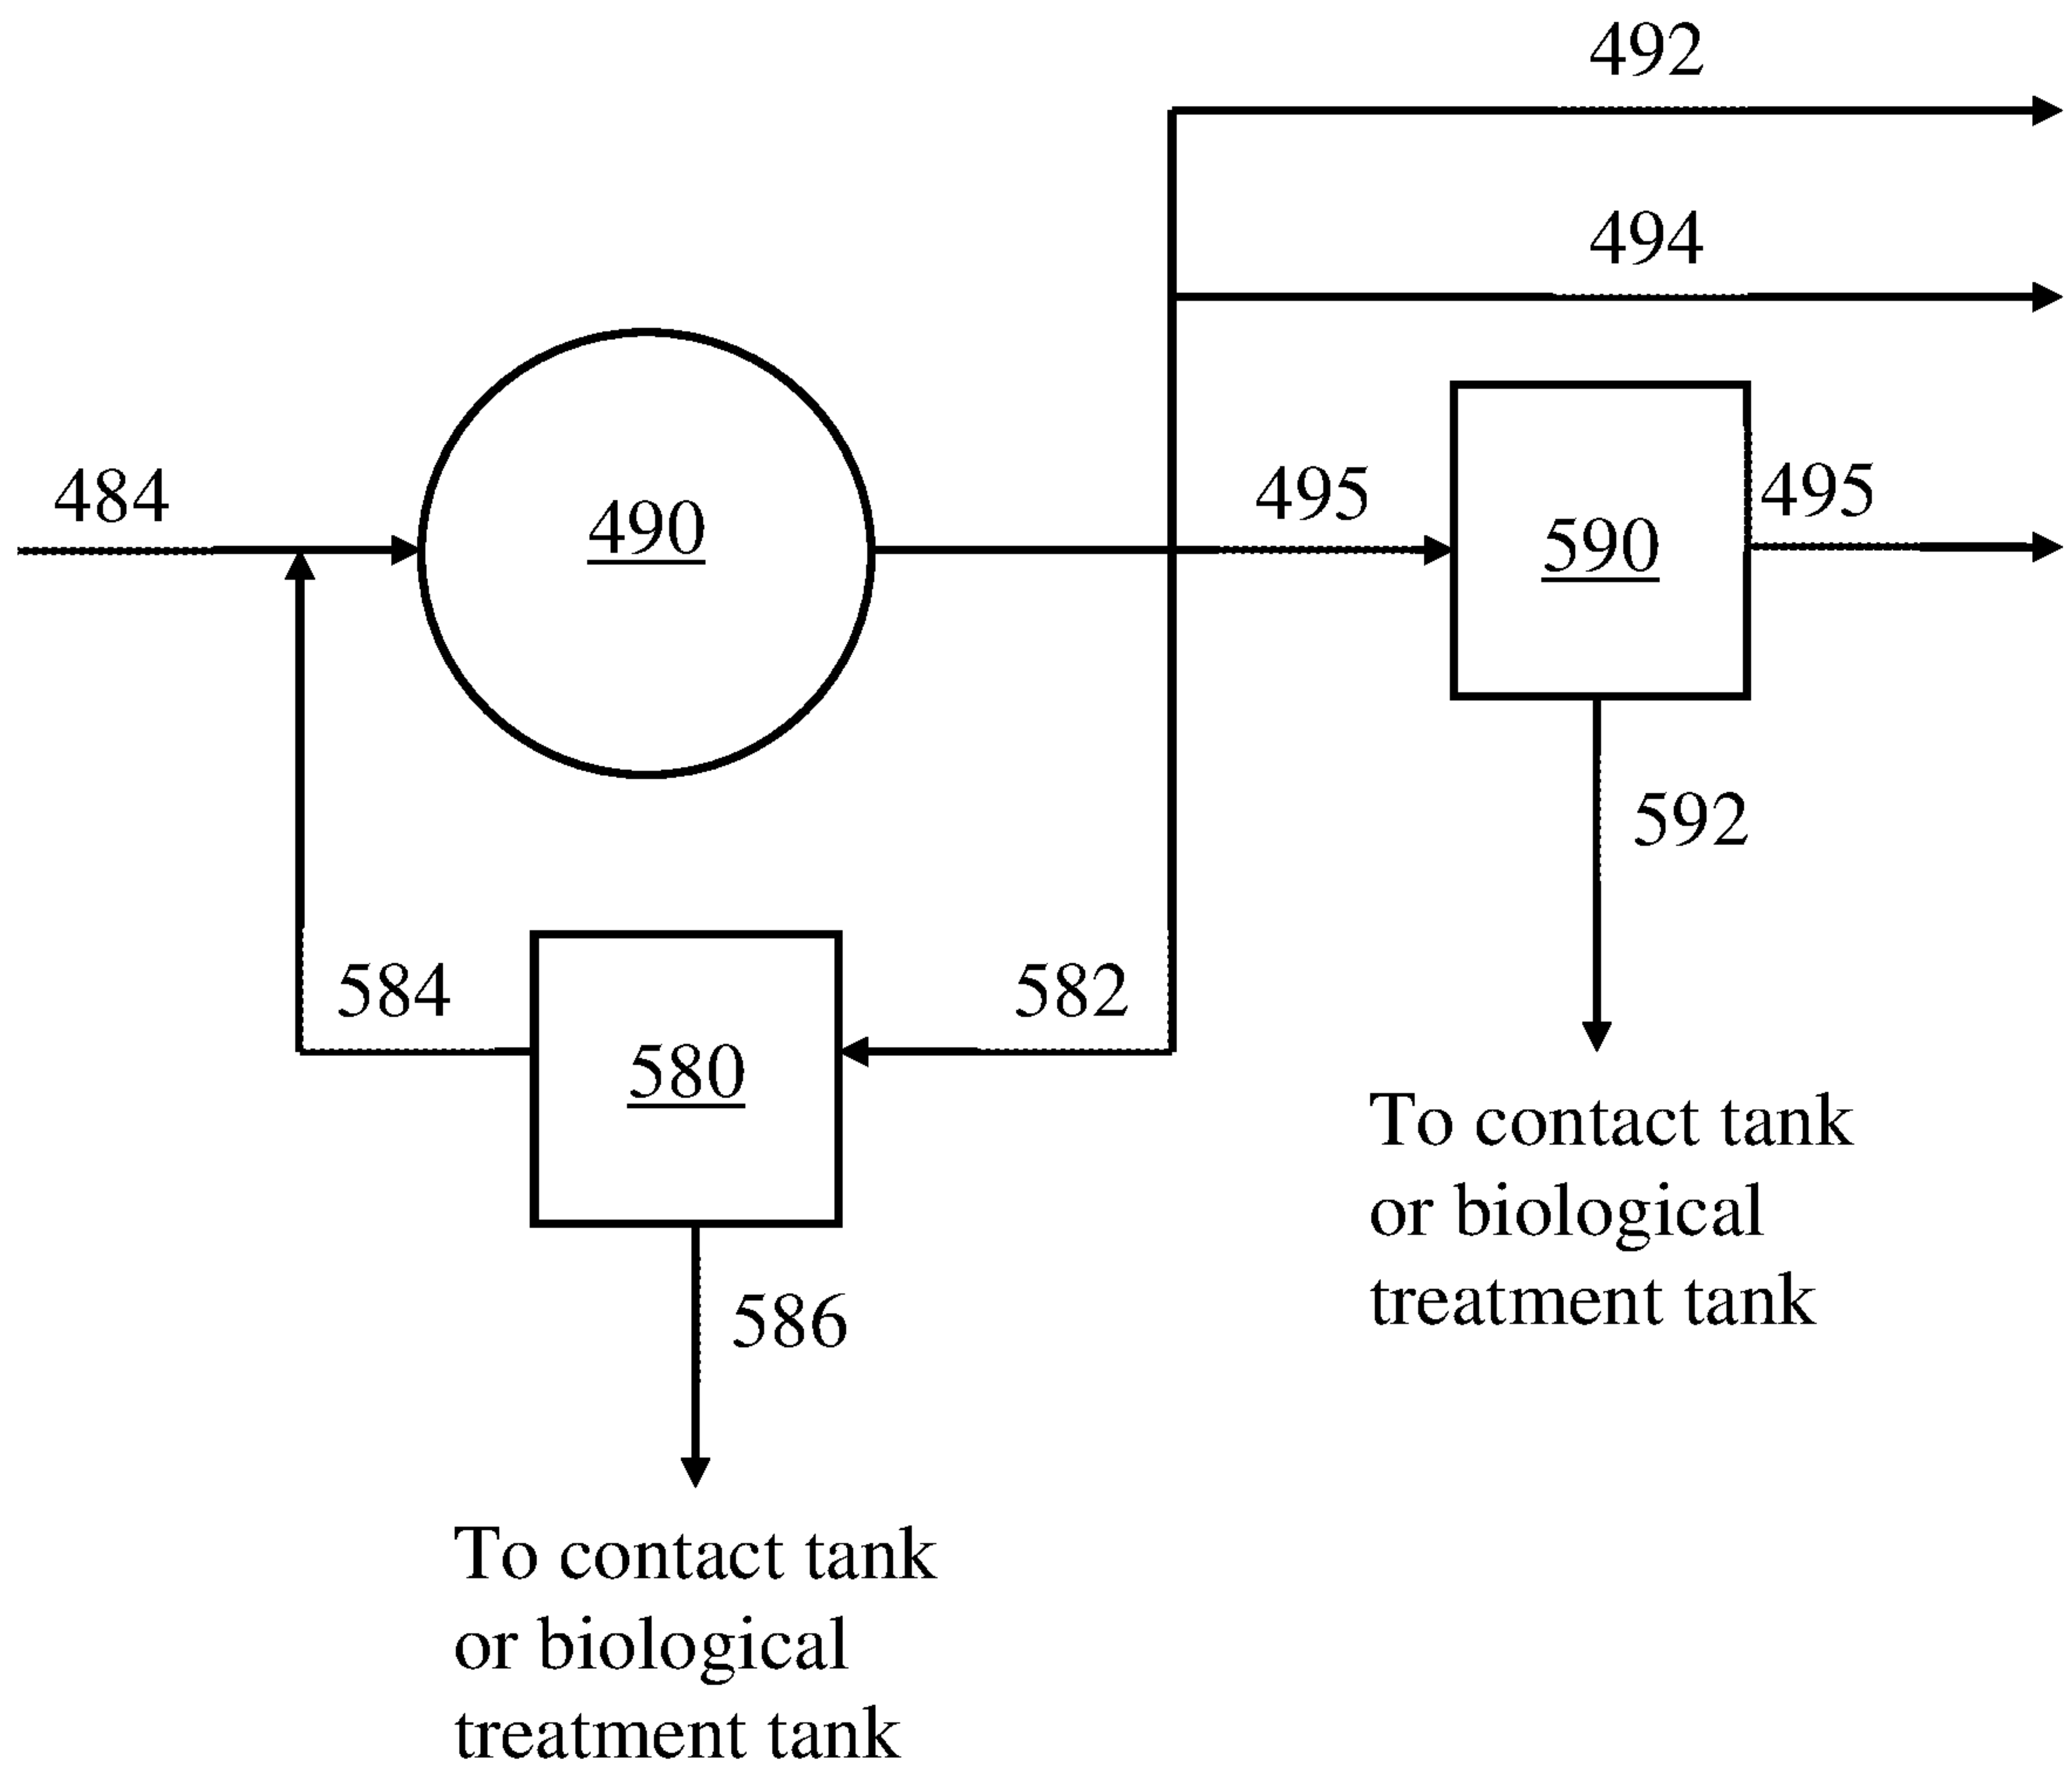 492
494
484
490
495
590
495
592
584
580
582
To contact tank
or biological
treatment tank
586
To contact tank
or biological
treatment tank